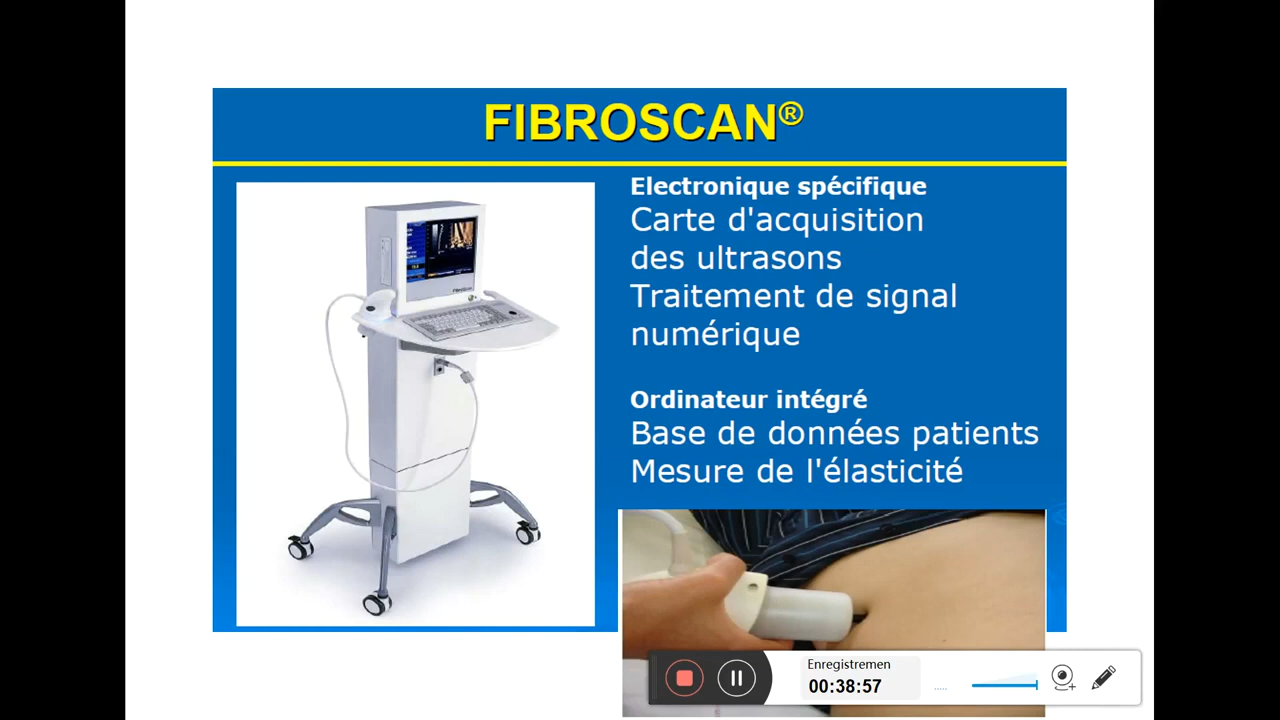 FIBROSCAN®
Electronique spécifique
Carte d'acquisition
des ultrasons
Traitement de signal
numérique
Ordinateur intégré
Base de données patients
Mesure de l'élasticité
FibroScan
Enregistremen
00:38:57